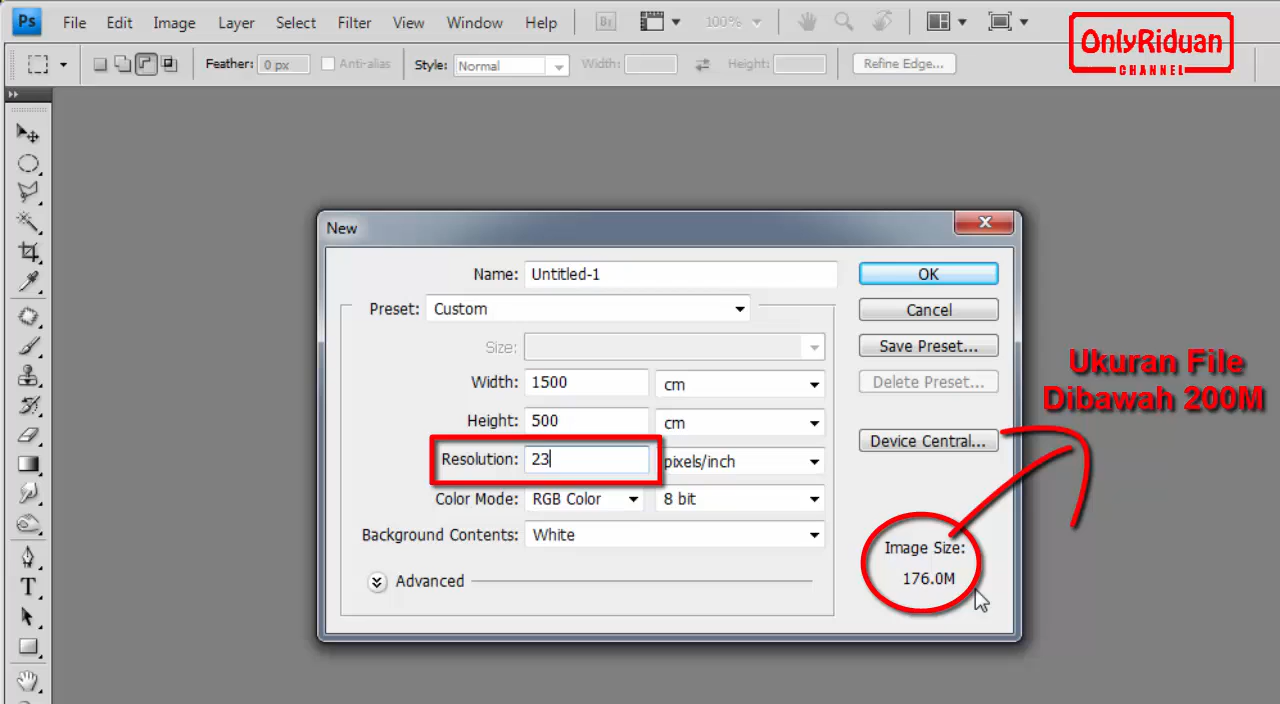 Ps File Edit Image Layer Select Filter View Window Help Br 100%
Feather: 0 px Anti-alias Style: Normal Width: Height: Refine Edge...
OnlyRiduan
CHANNEL
New
Name: Untitled-1 OK
Preset: Custom Cancel
Size: Save Preset...
Width: 1500 cm Delete Preset...
Height: 500 cm
Resolution: 23 pixels/inch Device Central...
Color Mode: RGB Color 8 bit
Background Contents: White
Image Size:
176.0M
Advanced
Ukuran File
Dibawah 200M
T